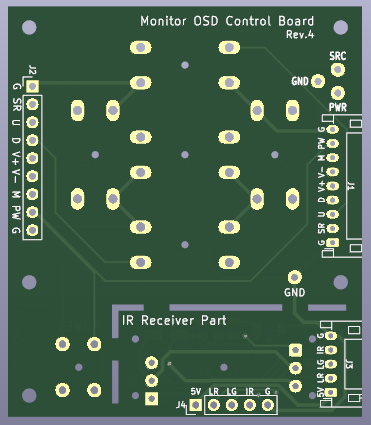 Monitor OSD Control Board
Rev.4
SRC
GND
PWR
J2
G
SR
U
D
V+
V-
M
PW
G
G
PW
M
V-
V+
D
U
SR
G
J1
GND
IR Receiver Part
G
IR
LG
LR
5V
J3
5V LR LG IR G
J4